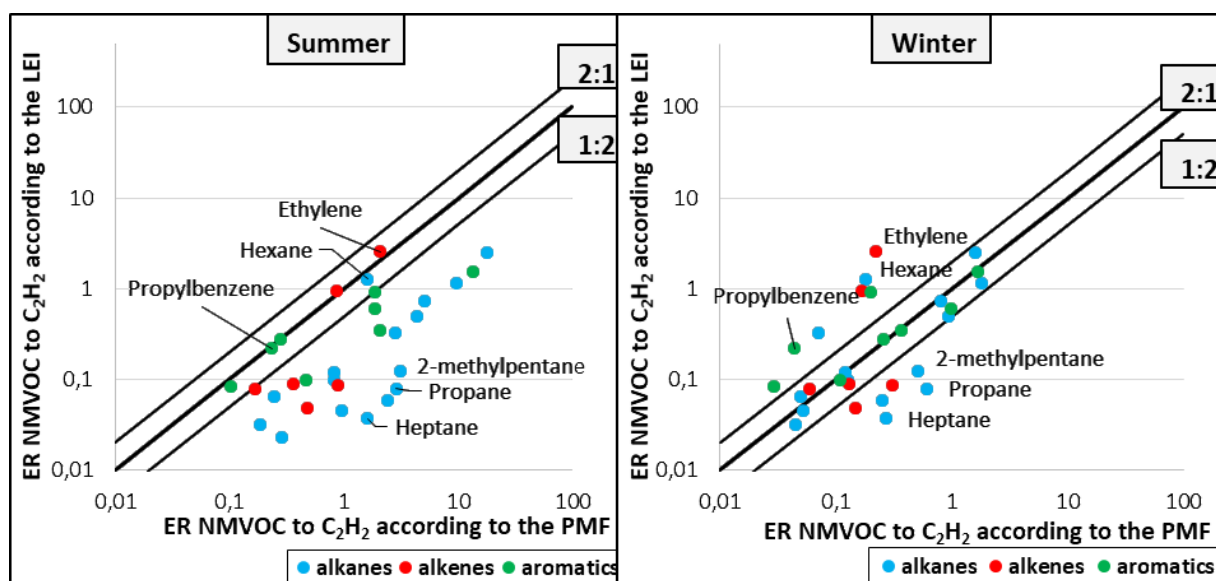 Summer
ER NMVOC to C₂H₂ according to the LEI
2:1
1:2
100
10
1
0,1
0,01
Ethylene
Hexane
Propylbenzene
2-methylpentane
Propane
Heptane
0,01 0,1 1 10 100
ER NMVOC to C₂H₂ according to the PMF
alkanes alkenes aromatics
Winter
ER NMVOC to C₂H₂ according to the LEI
2:1
1:2
100
10
1
0,1
0,01
Ethylene
Hexane
Propylbenzene
2-methylpentane
Propane
Heptane
0,01 0,1 1 10 100
ER NMVOC to C₂H₂ according to the PMF
alkanes alkenes aromatics